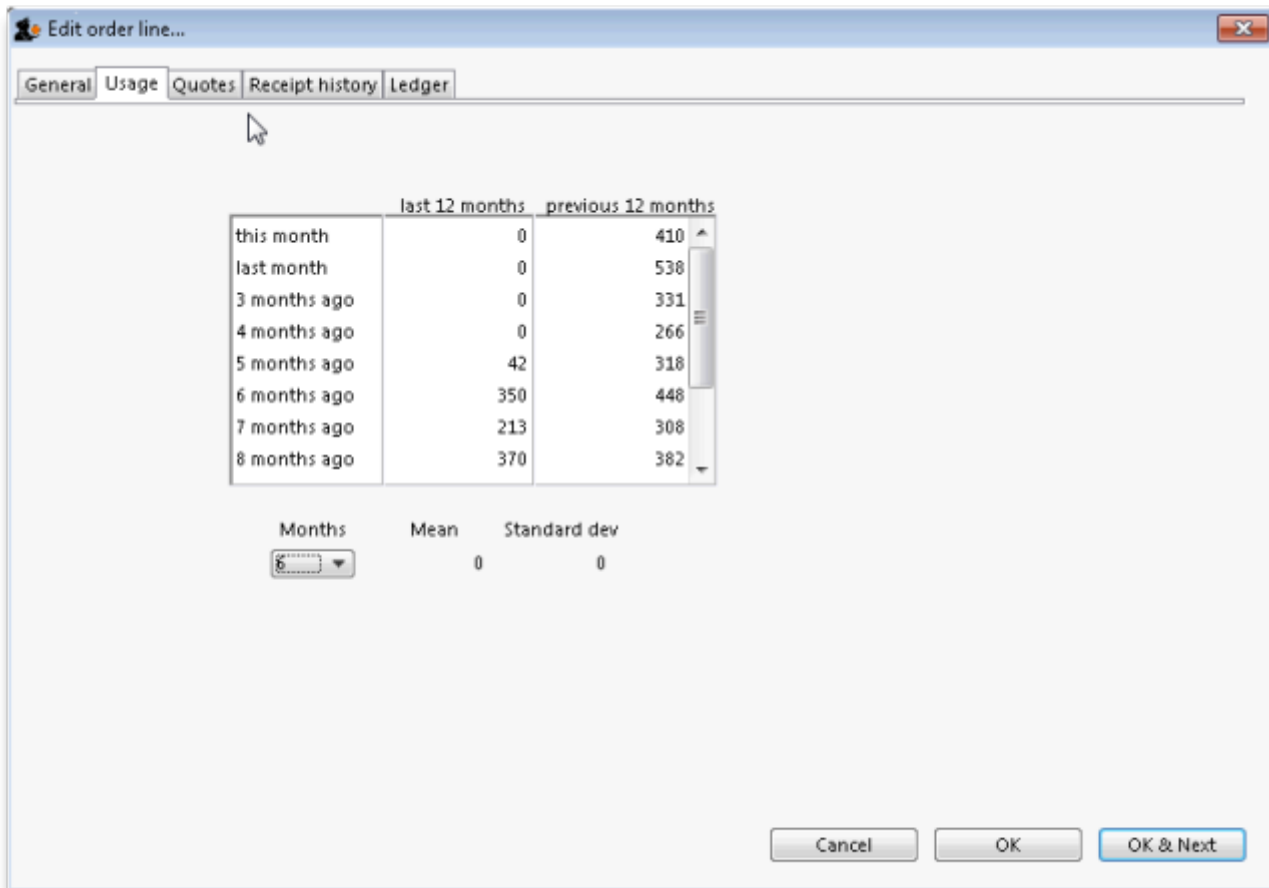 Edit order line...
General Usage Quotes Receipt history Ledger
last 12 months previous 12 months
this month 0 410
last month 0 538
3 months ago 0 331
4 months ago 0 266
5 months ago 42 318
6 months ago 350 448
7 months ago 213 308
8 months ago 370 382
Months Mean Standard dev
6 0 0
Cancel OK OK & Next